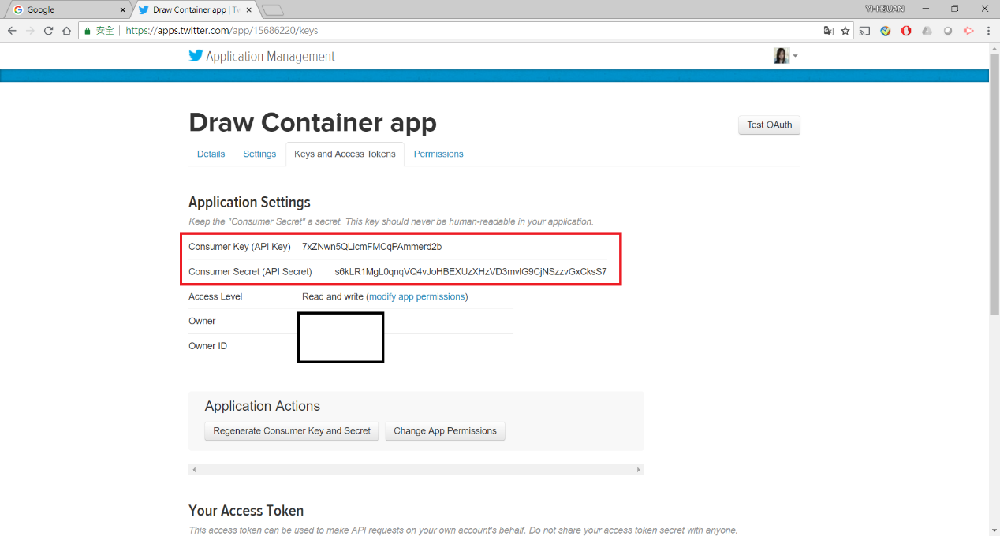 Google
Draw Container app | Tw
YI-HSUAN
安全
https://apps.twitter.com/app/15686220/keys
Application Management
Draw Container app
Test OAuth
Details Settings Keys and Access Tokens Permissions
Application Settings
Keep the "Consumer Secret" a secret. This key should never be human-readable in your application.
Consumer Key (API Key)
Consumer Secret (API Secret)
Access Level Read and write (modify app permissions)
Owner
Owner ID
Application Actions
Regenerate Consumer Key and Secret Change App Permissions
Your Access Token
This access token can be used to make API requests on your own account's behalf. Do not share your access token secret with anyone.